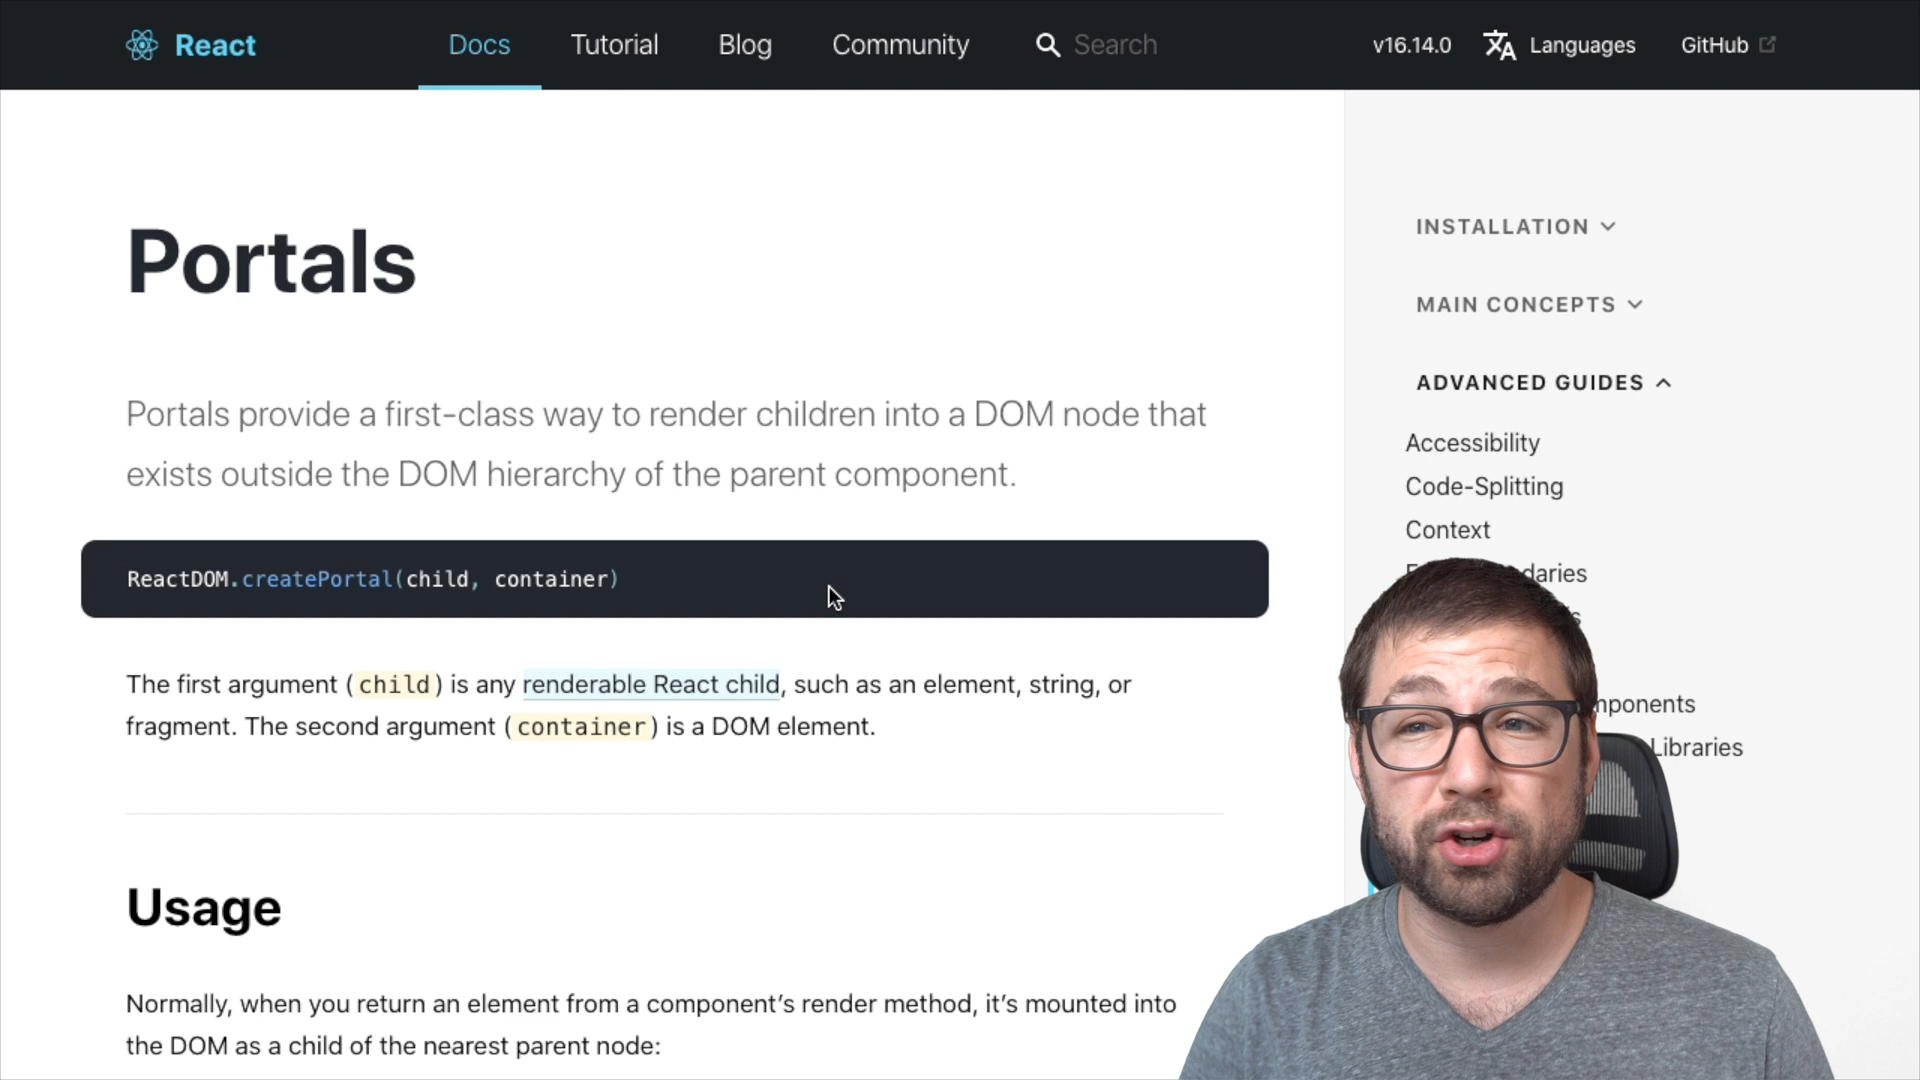 React
Docs
Tutorial
Blog
Community
Search
v16.14.0
Languages
GitHub
Portals
Portals provide a first-class way to render children into a DOM node that
exists outside the DOM hierarchy of the parent component.
ReactDOM.createPortal(child, container)
The first argument (child) is any renderable React child, such as an element, string, or
fragment. The second argument (container) is a DOM element.
Usage
Normally, when you return an element from a component’s render method, it’s mounted into
the DOM as a child of the nearest parent node:
INSTALLATION
MAIN CONCEPTS
ADVANCED GUIDES
Accessibility
Code-Splitting
Context
Libraries